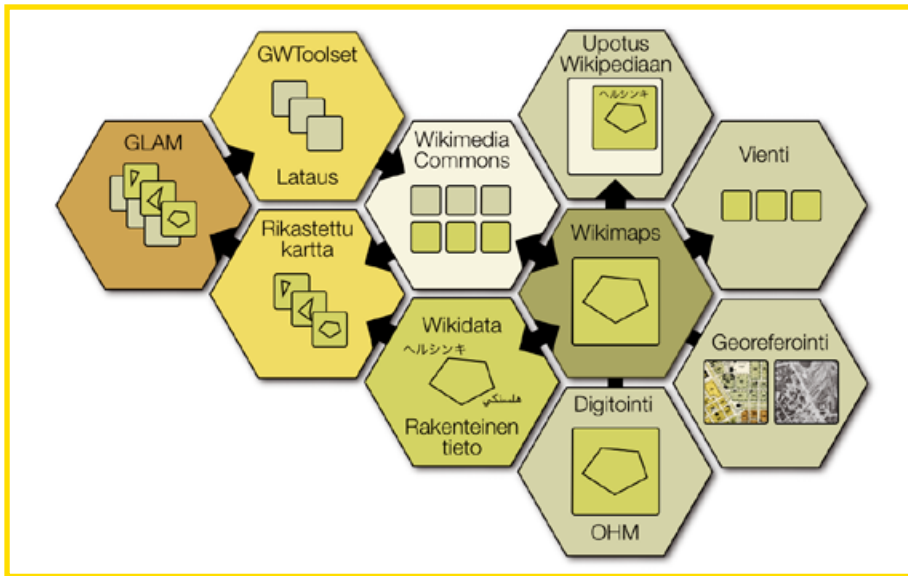 GWToolset
Lataus
Upotus
Wikipediaan
ヘルシンキ
GLAM
Wikimedia
Commons
Vienti
Rikastettu
kartta
Wikimaps
Wikidata
ヘルシンキ
هلسنكي
Rakenteinen
tieto
Georeferointi
Digitointi
OHM